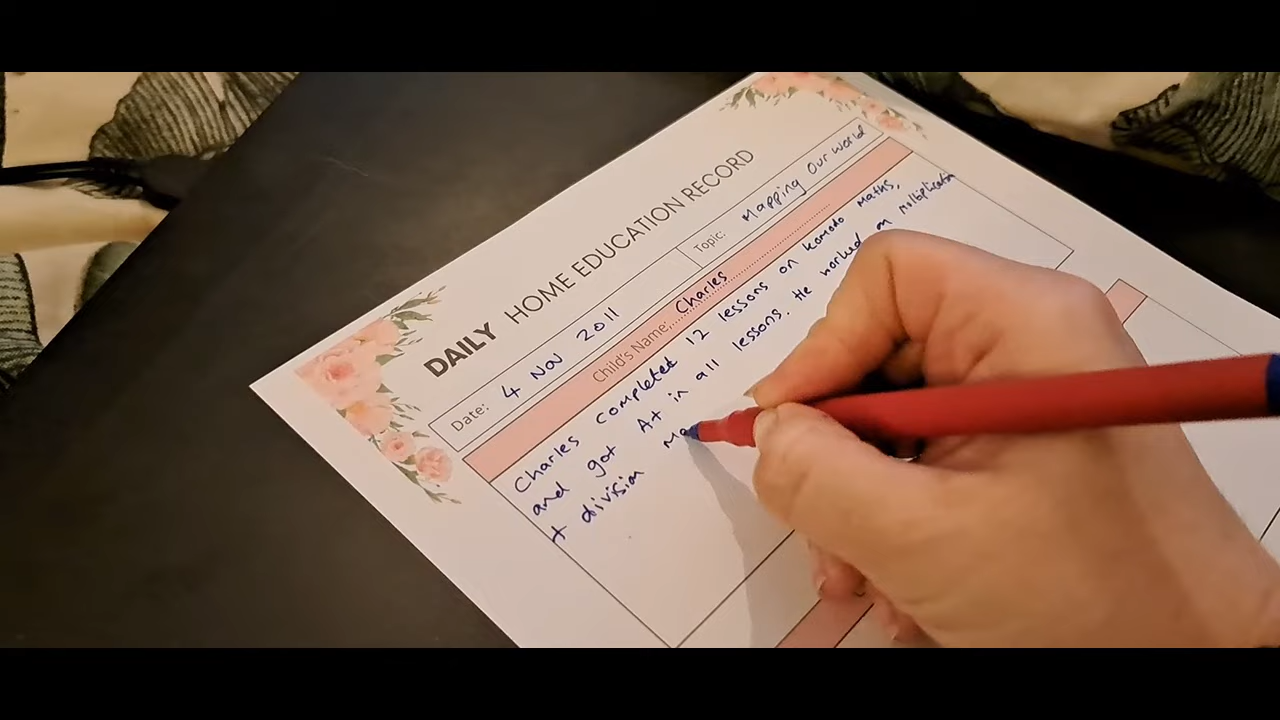 DAILY HOME EDUCATION RECORD
Date: 4 Nov 2011 Topic: Mapping Our World
Child's Name: Charles
Charles completed 12 lessons on Komodo Maths,
and got A+ in all lessons. He worked on multiplication
+ division Ma